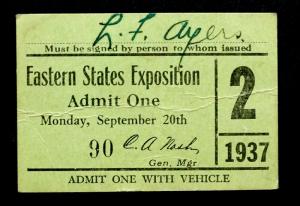 L. F. Ayers
Must be signed by person to whom issued
Eastern States Exposition
Admit One
Monday, September 20th
90 C. A. Nash
Gen. Mgr
2
1937
ADMIT ONE WITH VEHICLE